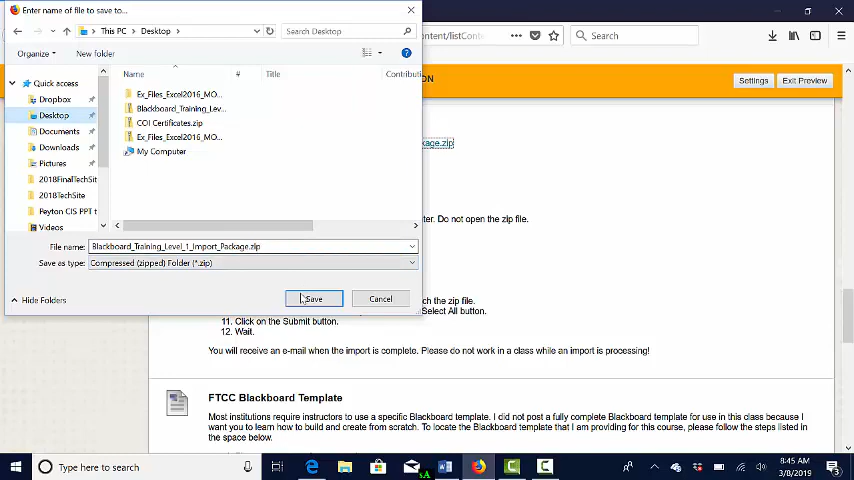 Enter name of file to save to...
This PC > Desktop >
Search Desktop
Organize
New folder
Name
#
Title
Contributi
Quick access
Dropbox
Desktop
Documents
Downloads
Pictures
2018FinalTechSit
2018TechSite
Peyton CIS PPT t
Videos
Ex_Files_Excel2016_MO...
Blackboard_Training_Lev...
COI Certificates.zip
Ex_Files_Excel2016_MO...
My Computer
File name: Blackboard_Training_Level_1_Import_Package.zip
Save as type: Compressed (zipped) Folder (*.zip)
Hide Folders
Save
Cancel
ontent/listConte
Search
ON
Settings
Exit Preview
kage.zip
ter. Do not open the zip file.
ch the zip file.
Select All button.
11. Click on the Submit button.
12. Wait.
You will receive an e-mail when the import is complete. Please do not work in a class while an import is processing!
FTCC Blackboard Template
Most institutions require instructors to use a specific Blackboard template. I did not post a fully complete Blackboard template for use in this class because I
want you to learn how to build and create from scratch. To locate the Blackboard template that I am providing for this course, please follow the steps listed in
the space below.
Type here to search
8:45 AM
3/8/2019